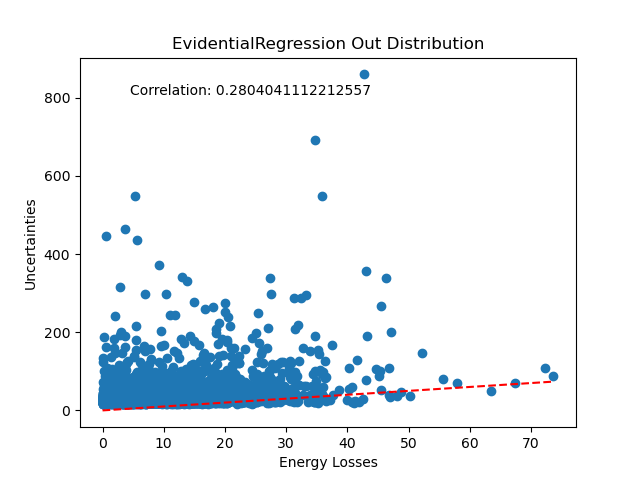 EvidentialRegression Out Distribution
Correlation: 0.2804041112212557
800
600
400
200
0
Uncertainties
0 10 20 30 40 50 60 70
Energy Losses